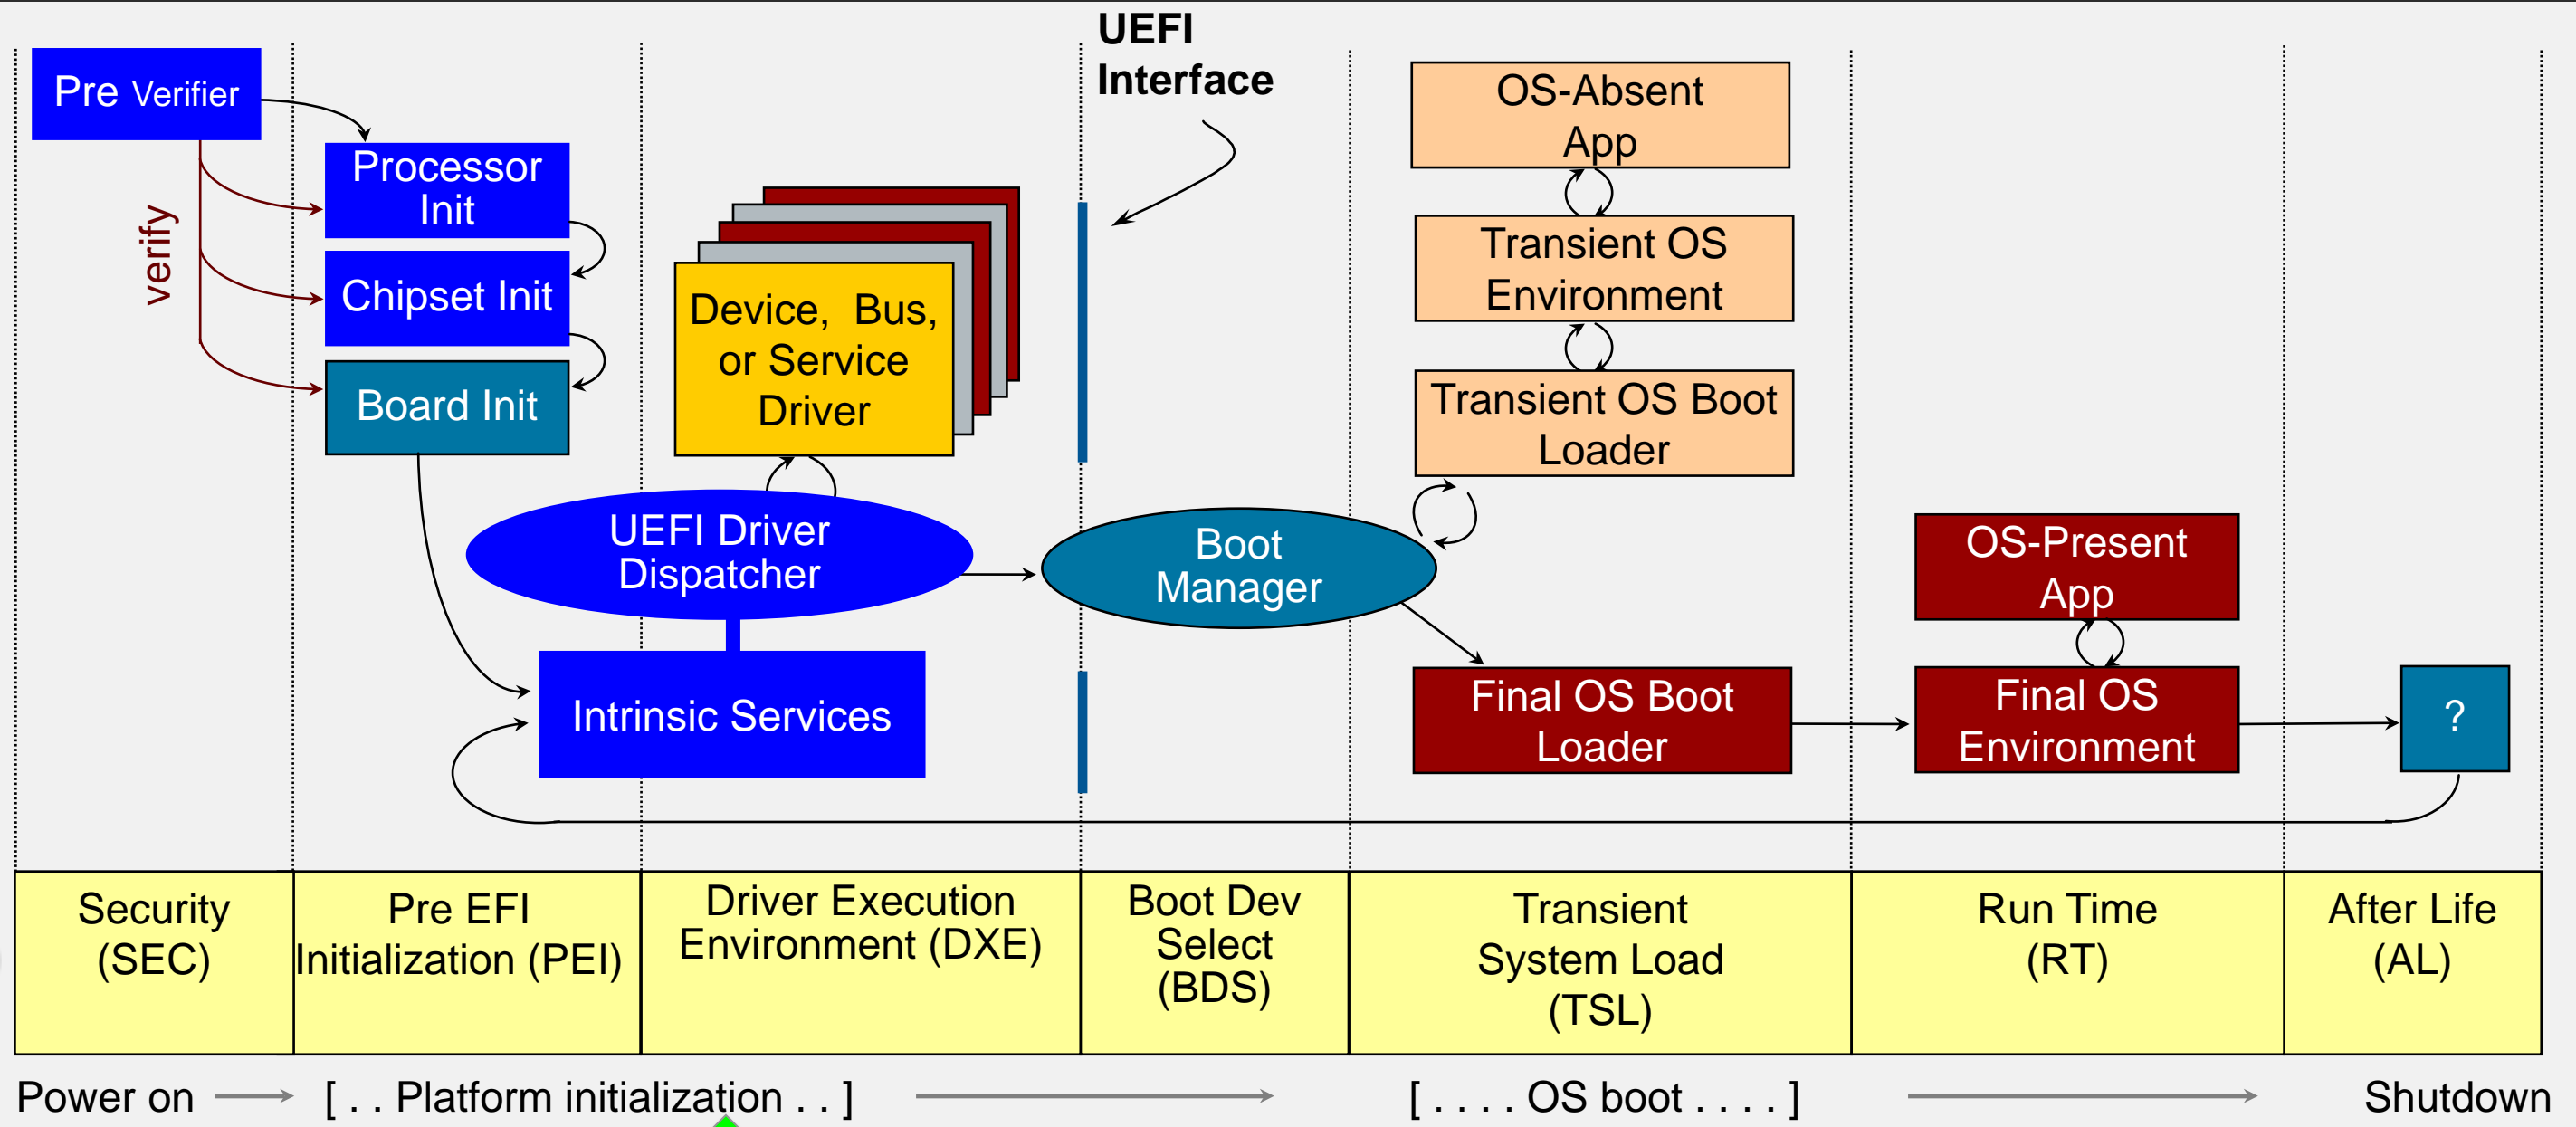 UEFI
Interface
Pre Verifier
verify
Processor
Init
Chipset Init
Board Init
Device,  Bus,
or Service
Driver
UEFI Driver
Dispatcher
Intrinsic Services
Boot
Manager
OS-Absent
App
Transient OS
Environment
Transient OS Boot
Loader
Final OS Boot
Loader
OS-Present
App
Final OS
Environment
?
Security
(SEC)
Pre EFI
Initialization (PEI)
Driver Execution
Environment (DXE)
Boot Dev
Select
(BDS)
Transient
System Load
(TSL)
Run Time
(RT)
After Life
(AL)
Power on
[ . . Platform initialization . . ]
[ . . . . OS boot . . . . ]
Shutdown